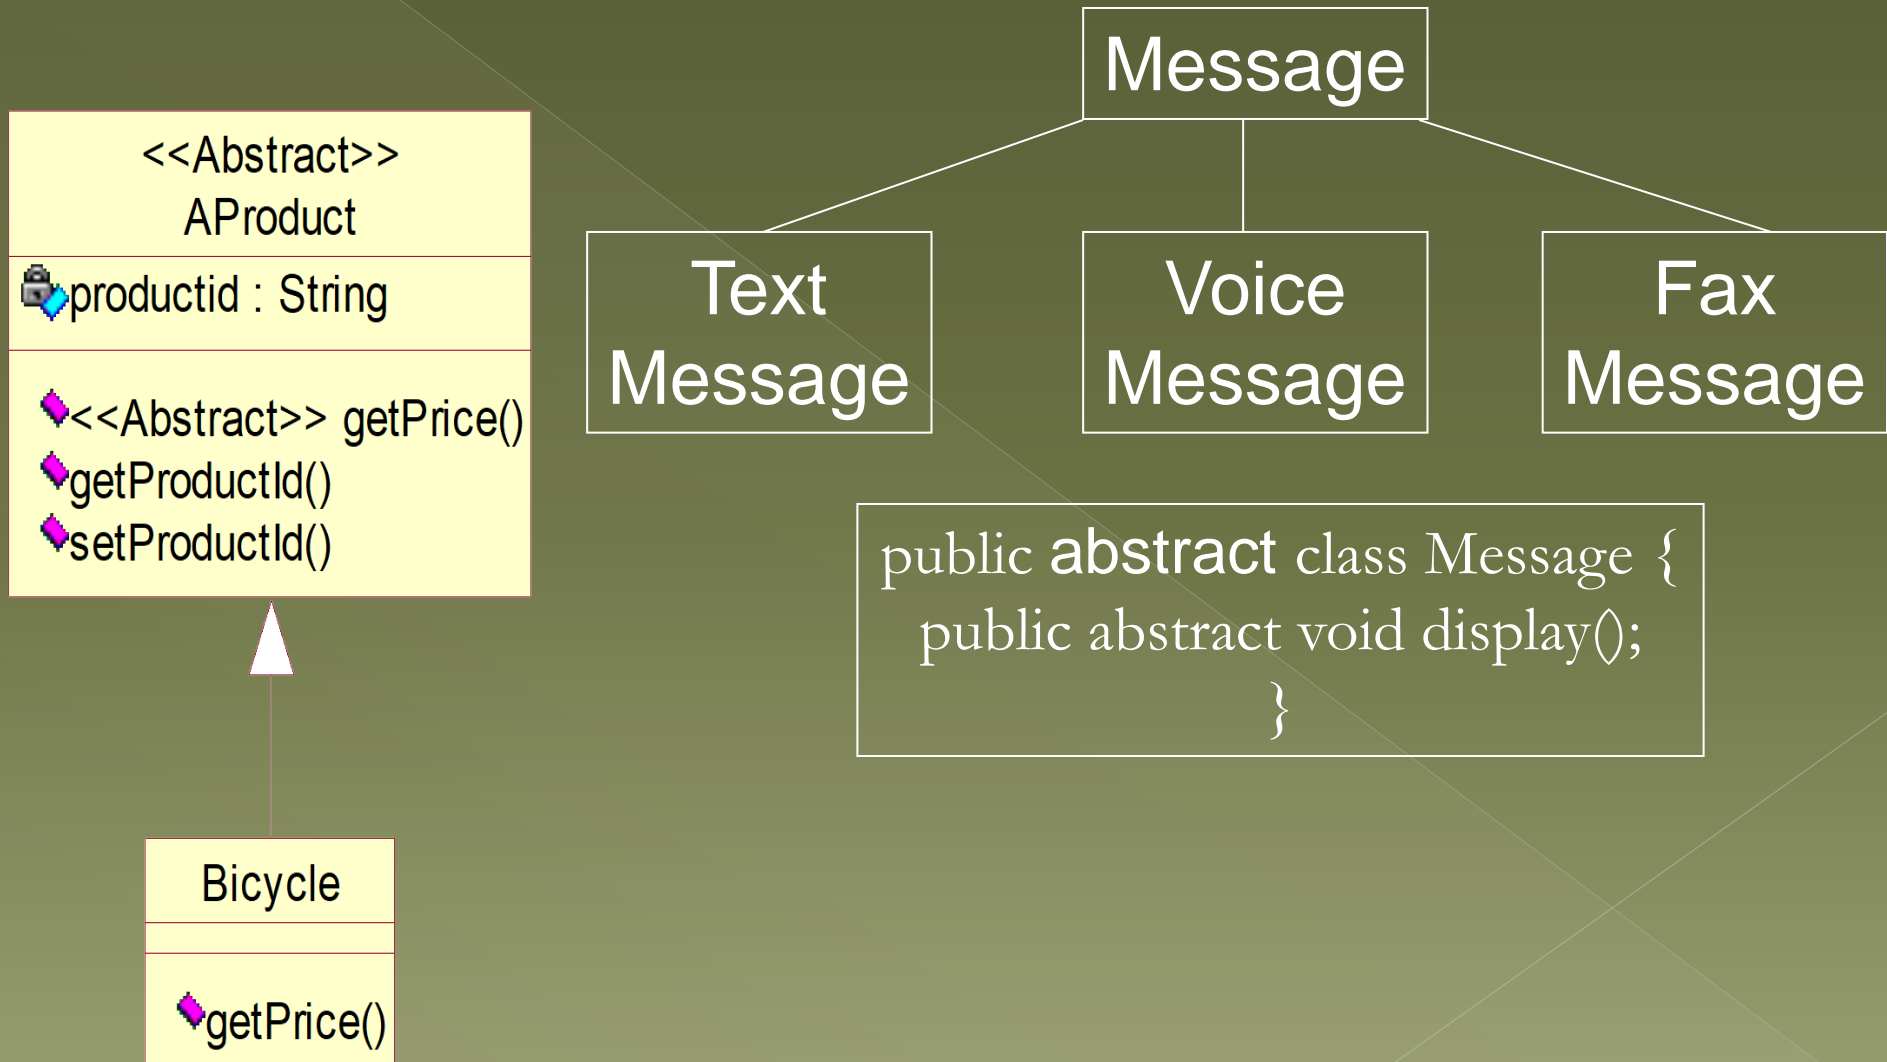 <<Abstract>>
AProduct
productid : String
<<Abstract>> getPrice()
getProductId()
setProductId()
Bicycle
getPrice()
Message
Text
Message
Voice
Message
Fax
Message
public abstract class Message {
public abstract void display();
}